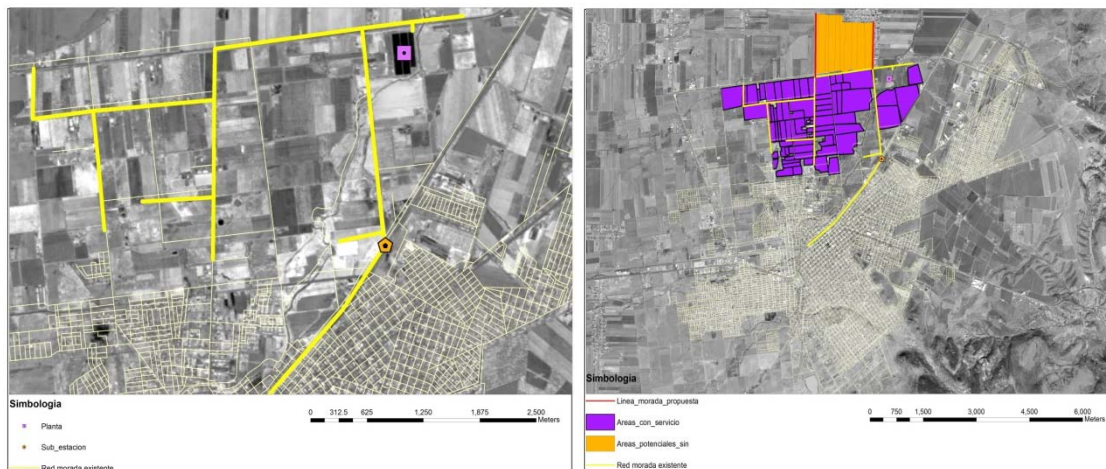 Simbologia
Planta
Sub_estacion
Red morada existente
0 312.5 625 1,250 1,875 2,500
Meters
Simbologia
Linea_morada_propuesta
Areas_con_servicio
Areas_potenciales_sin
Red morada existente
0 750 1,500 3,000 4,500 6,000
Meters